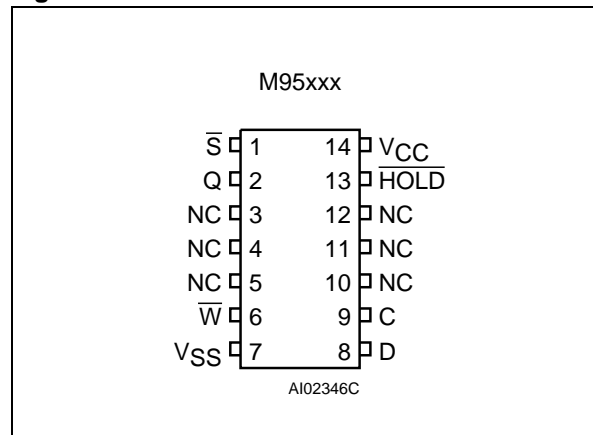 M95xxx
S̅ 1 14 VCC
Q 2 13 H̅O̅L̅D̅
NC 3 12 NC
NC 4 11 NC
NC 5 10 NC
W̅ 6 9 C
VSS 7 8 D
AI02346C